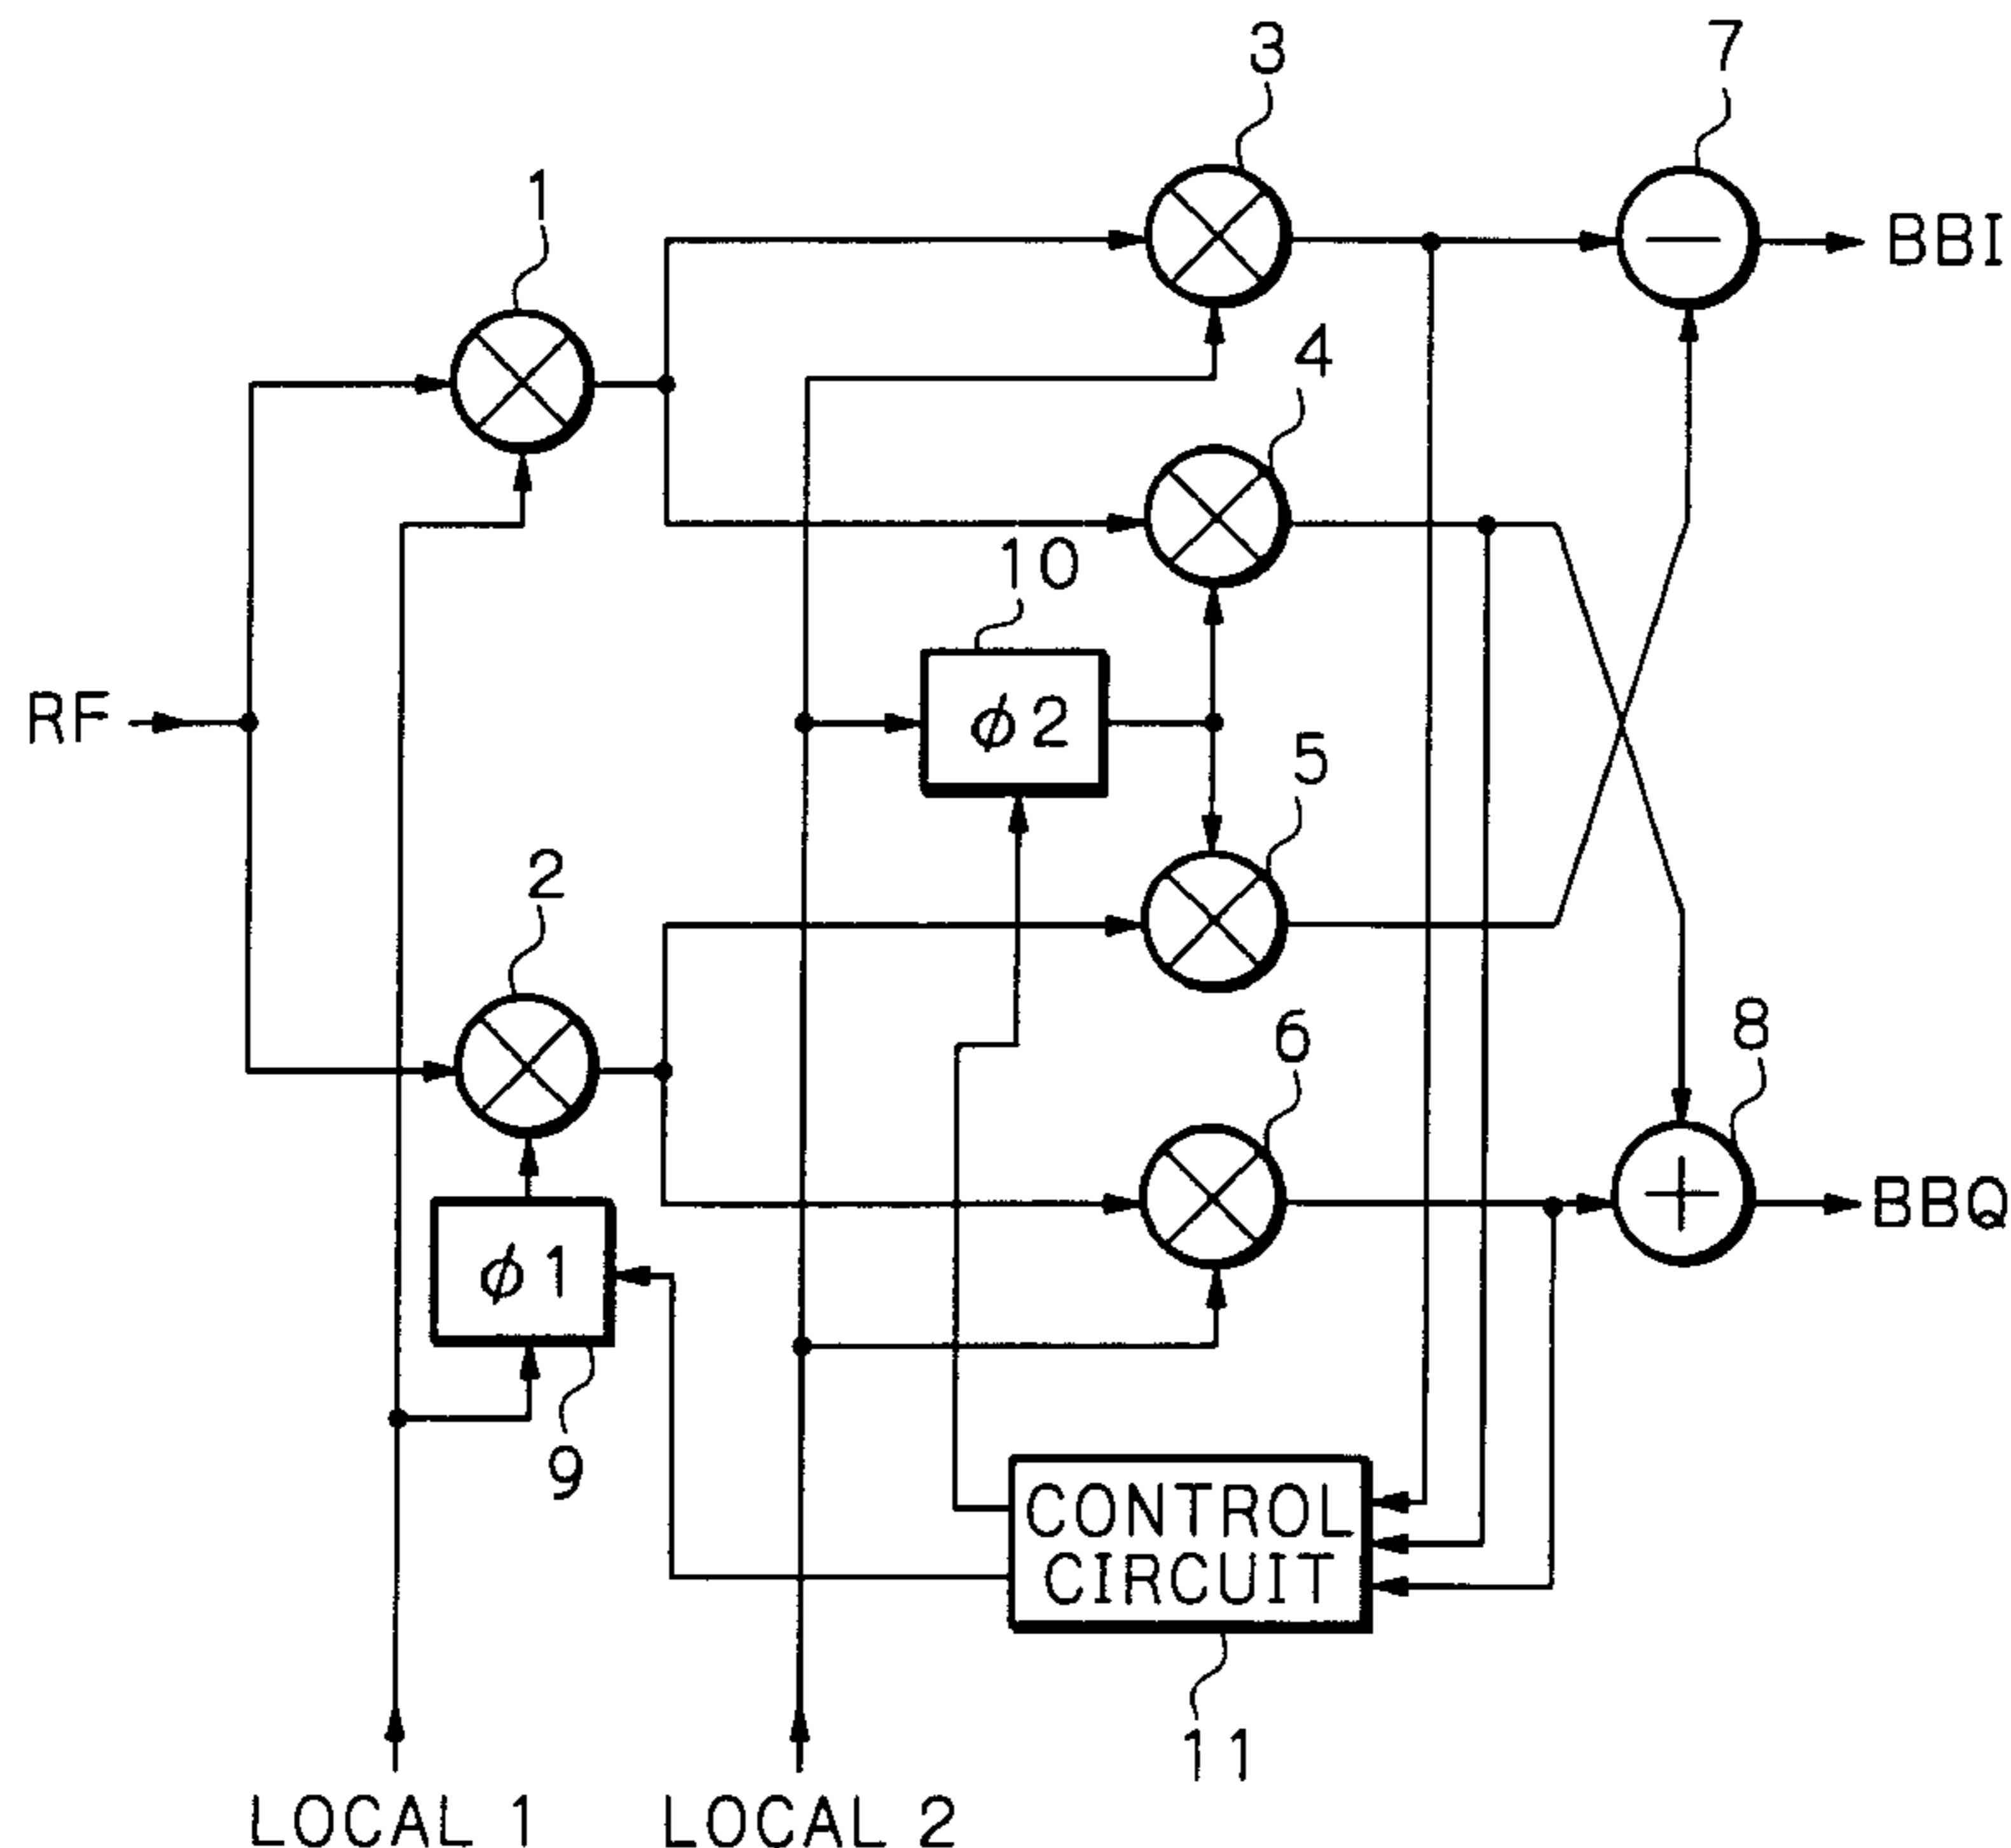 3
7
1
BBI
4
10
RF
φ2
5
2
6
8
BBQ
φ1
9
CONTROL
CIRCUIT
11
LOCAL 1
LOCAL 2